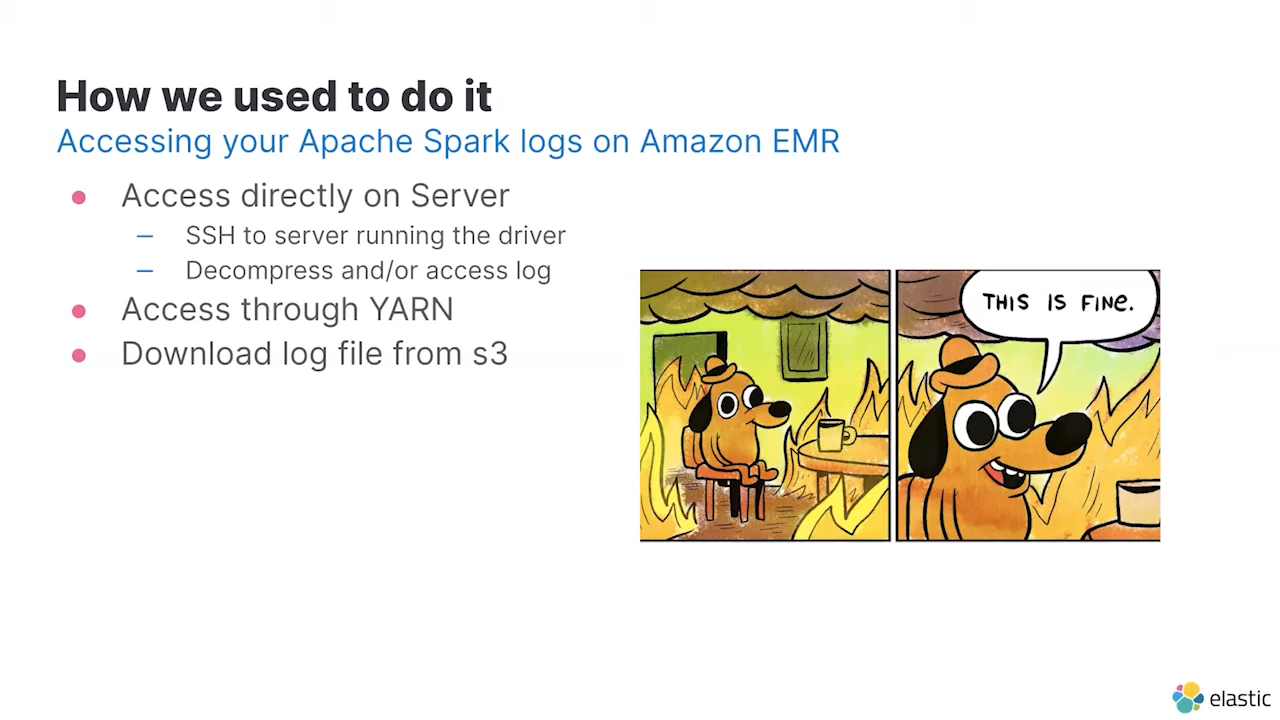 How we used to do it
Accessing your Apache Spark logs on Amazon EMR
● Access directly on Server
– SSH to server running the driver
– Decompress and/or access log
● Access through YARN
● Download log file from s3
THIS IS FINE.
elastic